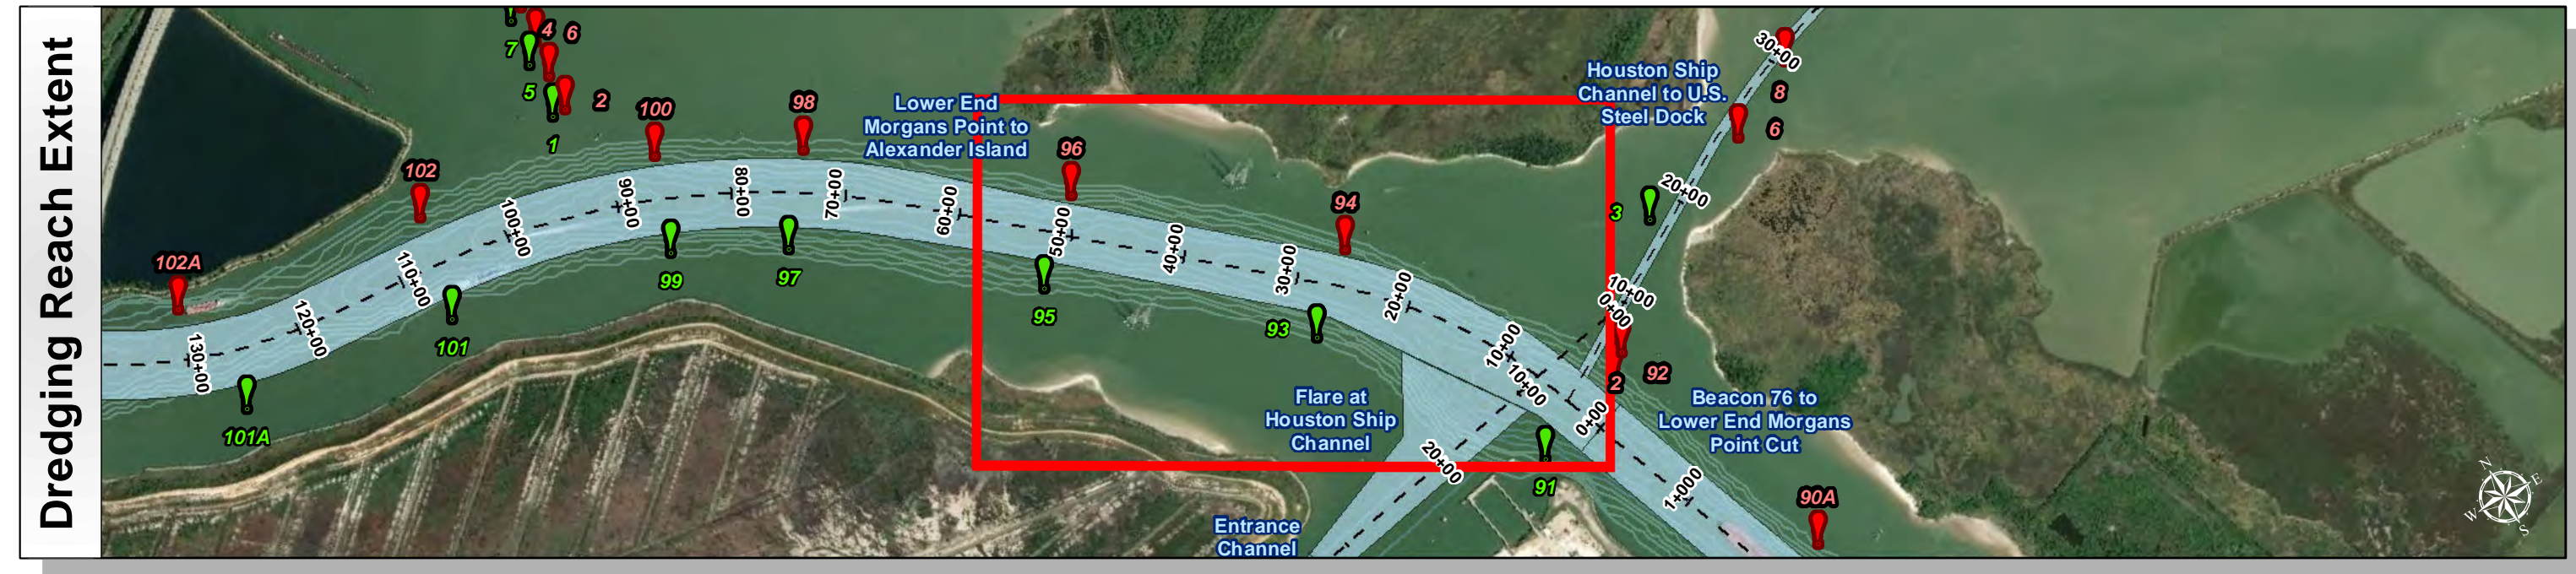 Dredging Reach Extent
7
4
6
5
2
1
100
98
102
102A
101A
101
99
97
96
95
94
93
3
8
6
2
92
91
90A
Lower End
Morgans Point to
Alexander Island
Houston Ship
Channel to U.S.
Steel Dock
Flare at
Houston Ship
Channel
Beacon 76 to
Lower End Morgans
Point Cut
Entrance
Channel
130+00
120+00
110+00
100+00
90+00
80+00
70+00
60+00
50+00
40+00
30+00
20+00
10+00
10+00
0+00
1+000
20+00
30+00
20+00
10+00
0+00
N
E
S
W